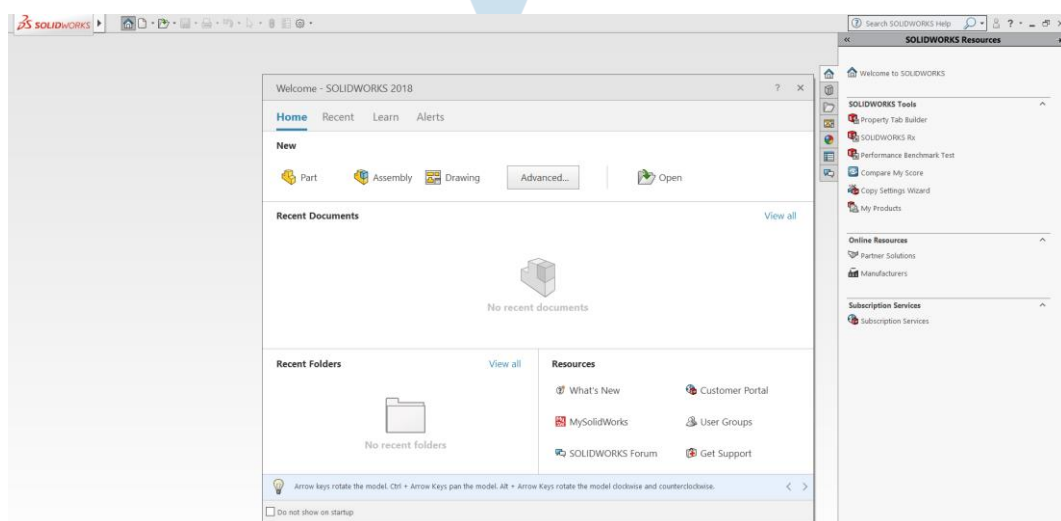 SOLIDWORKS
Search SOLIDWORKS Help
SOLIDWORKS Resources
Welcome to SOLIDWORKS
SOLIDWORKS Tools
Property Tab Builder
SOLIDWORKS Rx
Performance Benchmark Test
Compare My Score
Copy Settings Wizard
My Products
Online Resources
Partner Solutions
Manufacturers
Subscription Services
Subscription Services
Welcome - SOLIDWORKS 2018
Home Recent Learn Alerts
New
Part Assembly Drawing Advanced... Open
Recent Documents View all
No recent documents
Recent Folders View all
No recent folders
Resources
What's New Customer Portal
MySolidWorks User Groups
SOLIDWORKS Forum Get Support
Arrow keys rotate the model. Ctrl + Arrow Keys pan the model. Alt + Arrow Keys rotate the model clockwise and counterclockwise.
Do not show on startup